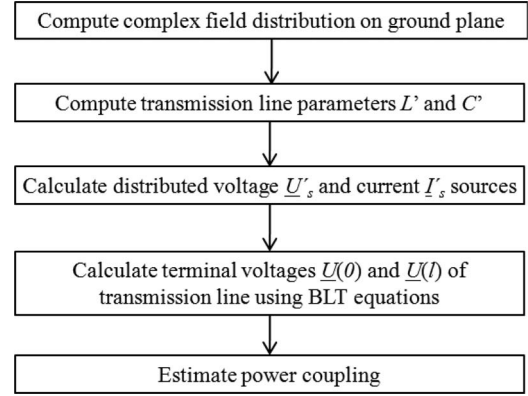 Compute complex field distribution on ground plane
Compute transmission line parameters L’ and C’
Calculate distributed voltage U´s and current I´s sources
Calculate terminal voltages U(0) and U(l) of
transmission line using BLT equations
Estimate power coupling